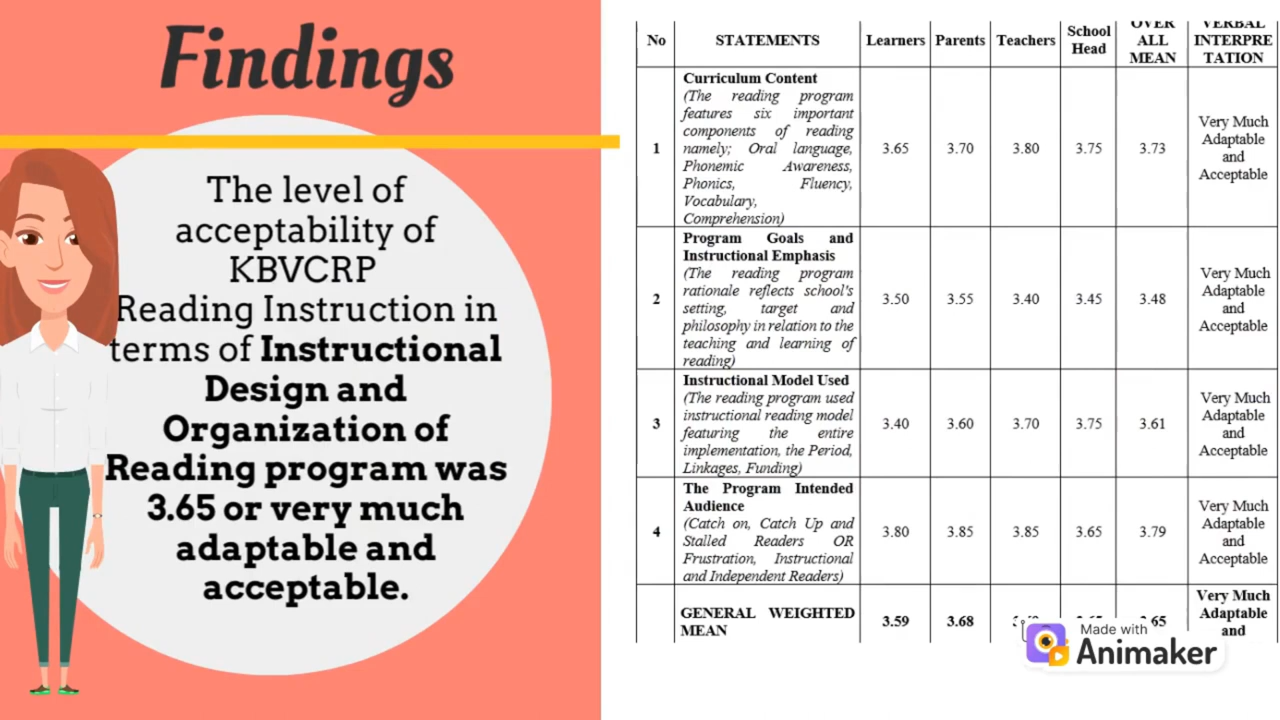 Findings
The level of
acceptability of
KBVCRP
Reading Instruction in
terms of Instructional
Design and
Organization of
Reading program was
3.65 or very much
adaptable and
acceptable.
No STATEMENTS Learners Parents Teachers School Head OVER ALL MEAN VERBAL INTERPRE TATION
1
Curriculum Content
(The reading program
features six important
components of reading
namely; Oral language,
Phonemic Awareness,
Phonics, Fluency,
Vocabulary,
Comprehension)
3.65 3.70 3.80 3.75 3.73
Very Much
Adaptable
and
Acceptable
2
Program Goals and
Instructional Emphasis
(The reading program
rationale reflects school's
setting, target and
philosophy in relation to the
teaching and learning of
reading)
3.50 3.55 3.40 3.45 3.48
Very Much
Adaptable
and
Acceptable
3
Instructional Model Used
(The reading program used
instructional reading model
featuring the entire
implementation, the Period,
Linkages, Funding)
3.40 3.60 3.70 3.75 3.61
Very Much
Adaptable
and
Acceptable
4
The Program Intended
Audience
(Catch on, Catch Up and
Stalled Readers OR
Frustration, Instructional
and Independent Readers)
3.80 3.85 3.85 3.65 3.79
Very Much
Adaptable
and
Acceptable
GENERAL WEIGHTED
MEAN
3.59 3.68
Very Much
Adaptable
and
Made with
Animaker